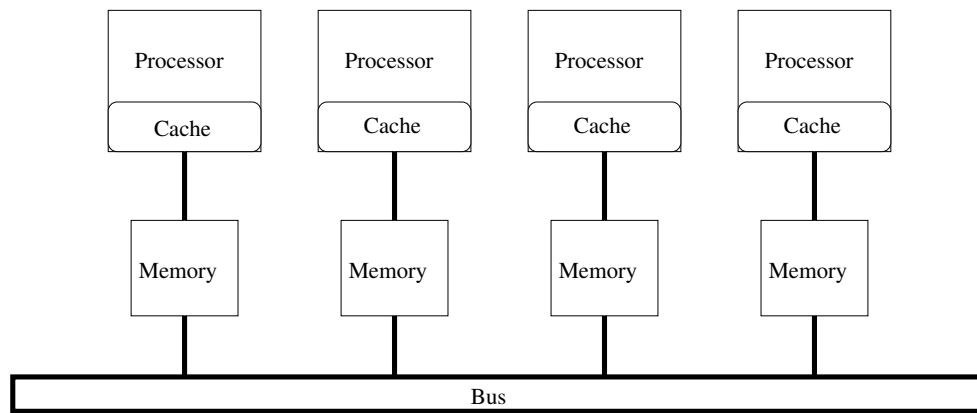 Processor Processor Processor Processor
Cache Cache Cache Cache
Memory Memory Memory Memory
Bus